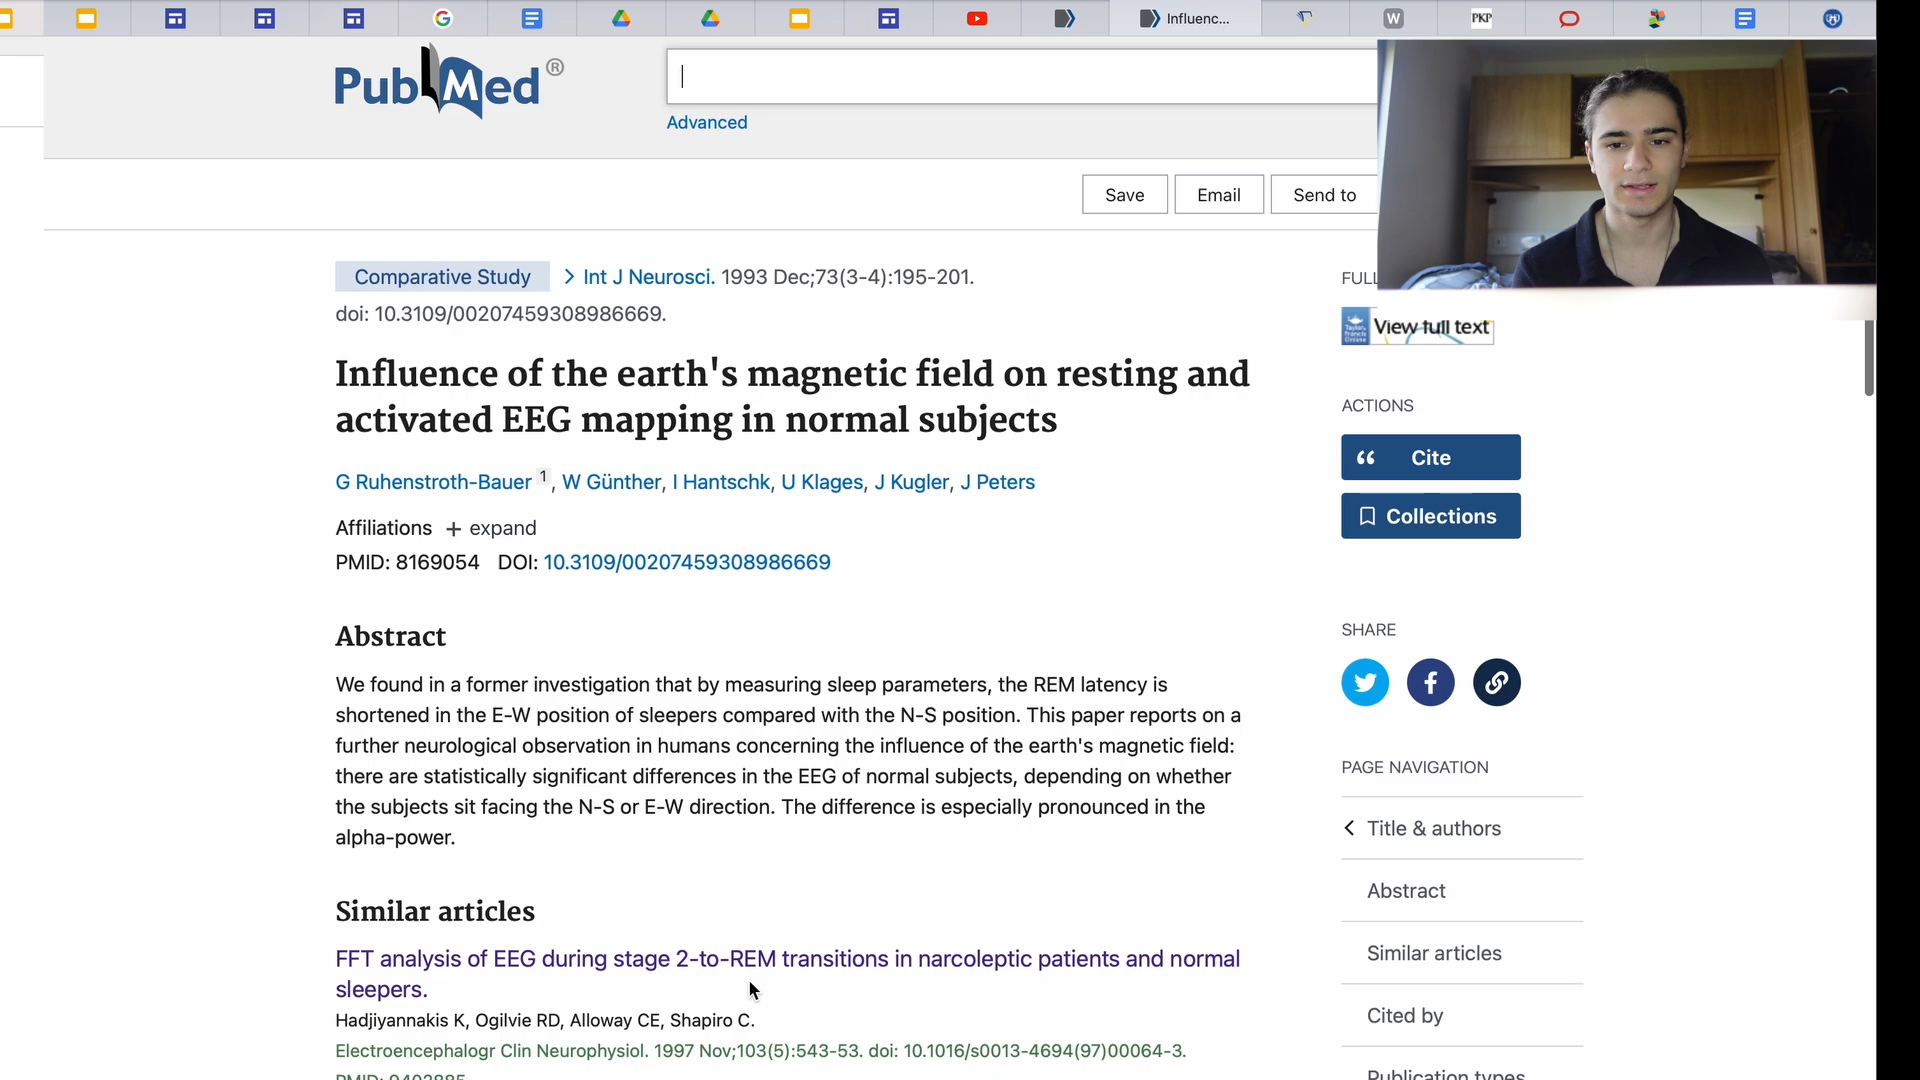 Influenc...
W
PKP
PubMed®
Advanced
Save
Email
Send to
Comparative Study
Int J Neurosci. 1993 Dec;73(3-4):195-201.
doi: 10.3109/00207459308986669.
Influence of the earth's magnetic field on resting and
activated EEG mapping in normal subjects
G Ruhenstroth-Bauer 1, W Günther, I Hantschk, U Klages, J Kugler, J Peters
Affiliations + expand
PMID: 8169054 DOI: 10.3109/00207459308986669
Abstract
We found in a former investigation that by measuring sleep parameters, the REM latency is
shortened in the E-W position of sleepers compared with the N-S position. This paper reports on a
further neurological observation in humans concerning the influence of the earth's magnetic field:
there are statistically significant differences in the EEG of normal subjects, depending on whether
the subjects sit facing the N-S or E-W direction. The difference is especially pronounced in the
alpha-power.
Similar articles
FFT analysis of EEG during stage 2-to-REM transitions in narcoleptic patients and normal
sleepers.
Hadjiyannakis K, Ogilvie RD, Alloway CE, Shapiro C.
Electroencephalogr Clin Neurophysiol. 1997 Nov;103(5):543-53. doi: 10.1016/s0013-4694(97)00064-3.
PMID: 9402885
FULL
View full text
ACTIONS
Cite
Collections
SHARE
PAGE NAVIGATION
Title & authors
Abstract
Similar articles
Cited by
Publication types